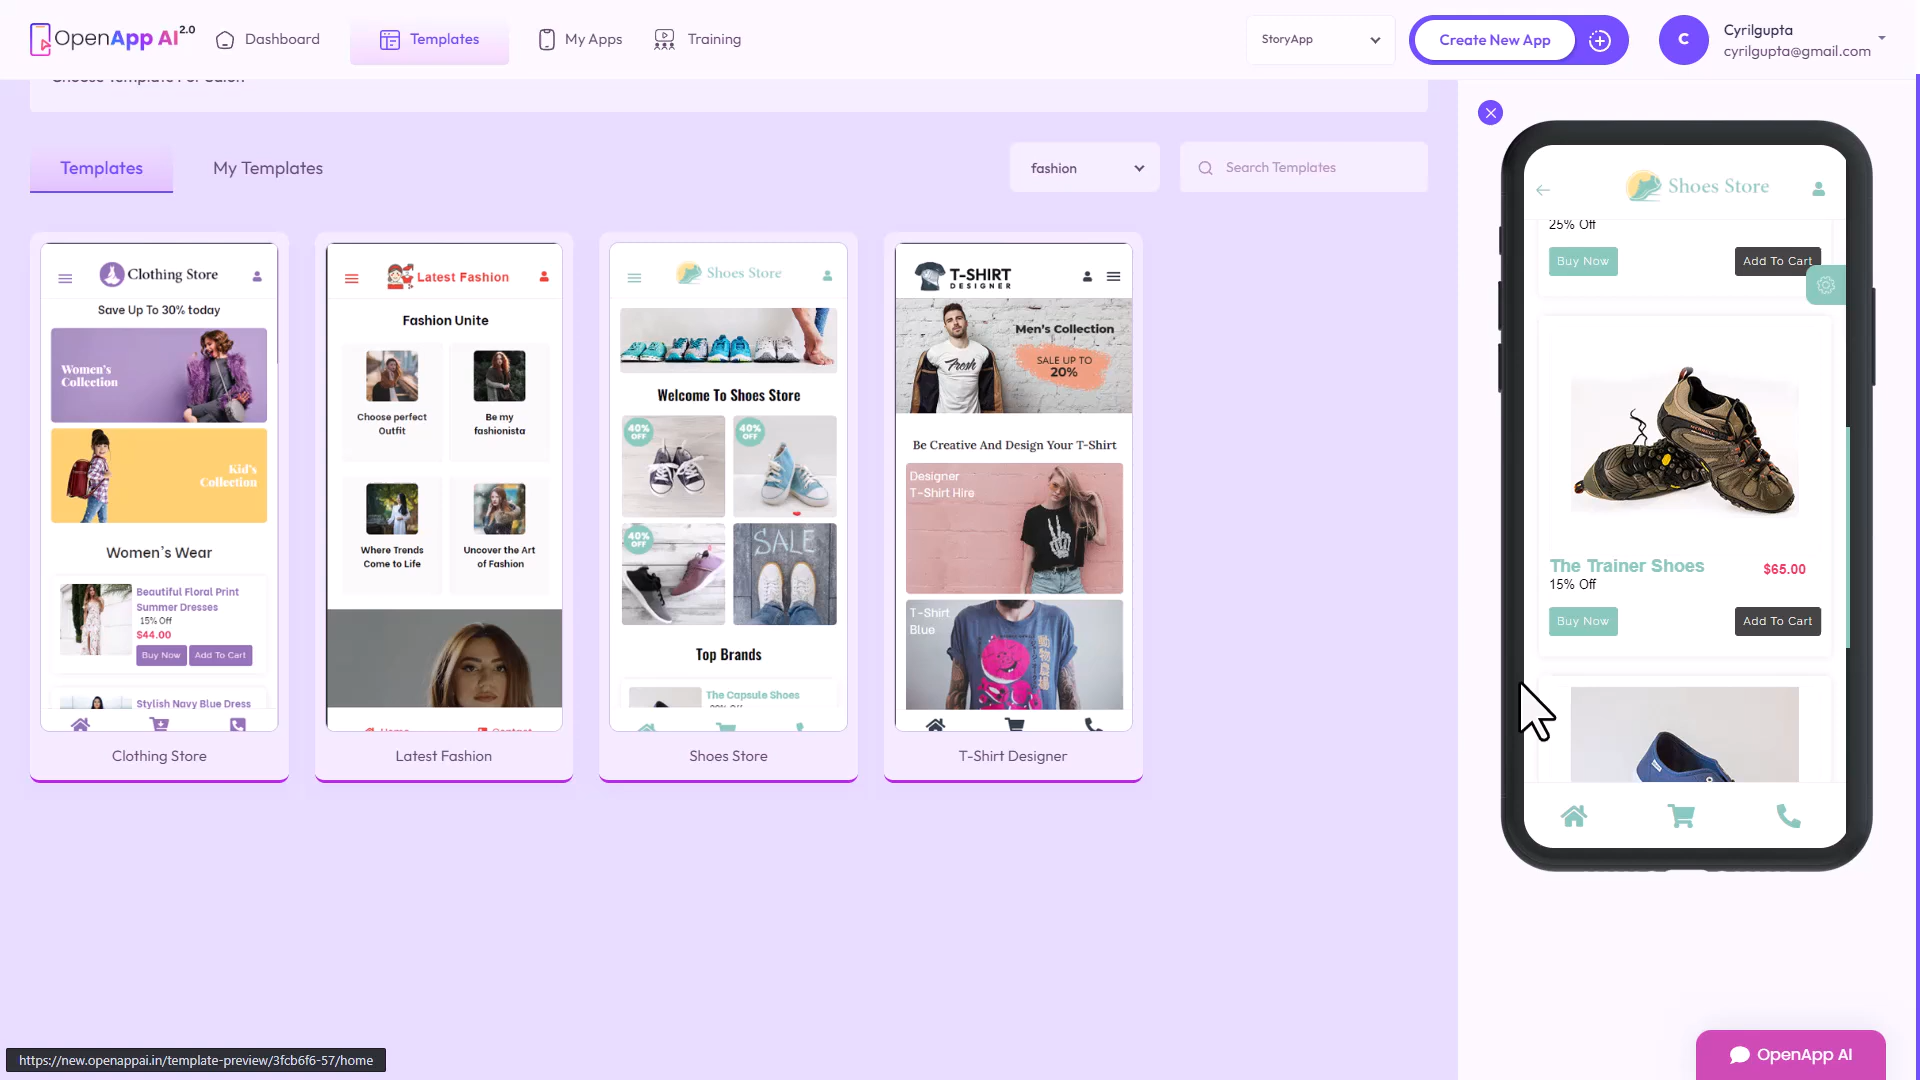 OpenApp AI 2.0
Dashboard
Templates
My Apps
Training
StoryApp
Create New App
C
Cyrilgupta
cyrilgupta@gmail.com
Choose Template For Salon
Templates
My Templates
fashion
Search Templates
Clothing Store
Save Up To 30% today
Women's
Collection
Kid's
Collection
Women's Wear
Beautiful Floral Print
Summer Dresses
15% Off
$44.00
Buy Now
Add To Cart
Stylish Navy Blue Dress
Clothing Store
Latest Fashion
Fashion Unite
Choose perfect
Outfit
Be my
fashionista
Where Trends
Come to Life
Uncover the Art
of Fashion
Home
Contact
Latest Fashion
Shoes Store
Welcome To Shoes Store
40%
OFF
40%
OFF
40%
OFF
SALE
Top Brands
The Capsule Shoes
Shoes Store
T-SHIRT
DESIGNER
Men's Collection
SALE UP TO
20%
Fresh
Be Creative And Design Your T-Shirt
Designer
T-Shirt Hire
T-Shirt
Blue
T-Shirt Designer
Shoes Store
25% Off
Buy Now
Add To Cart
The Trainer Shoes
$65.00
15% Off
Buy Now
Add To Cart
OpenApp AI
https://new.openappai.in/template-preview/3fcb6f6-57/home